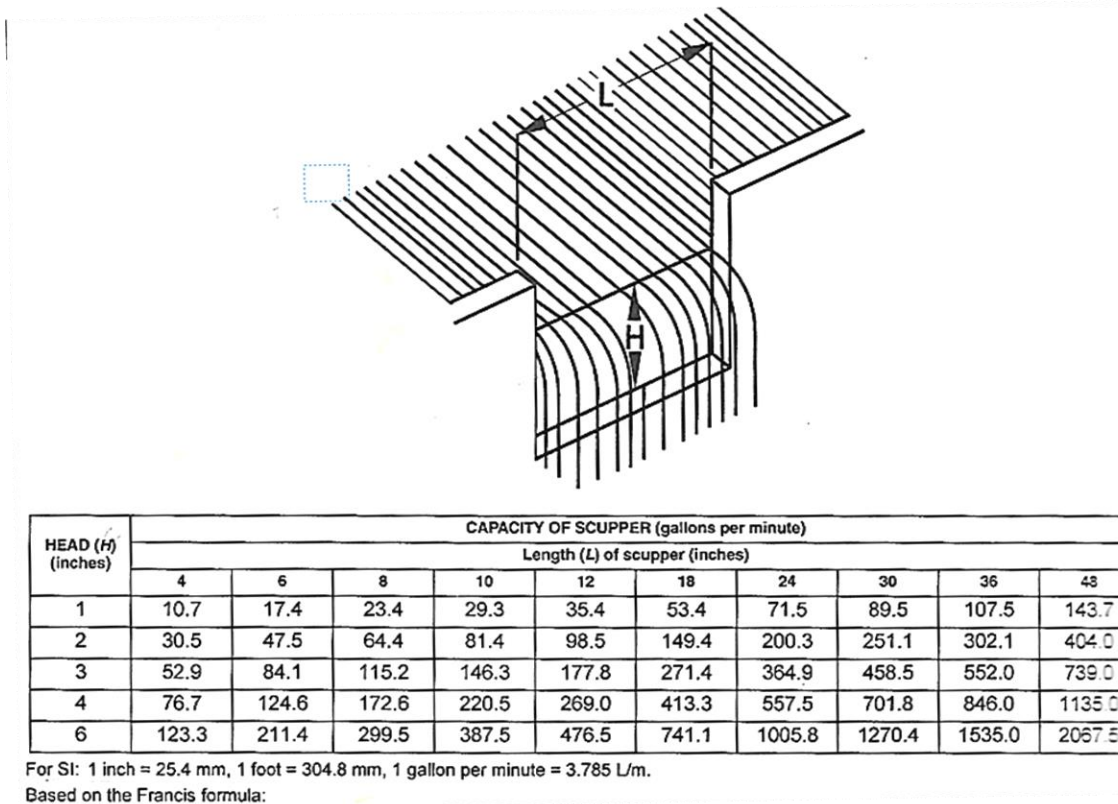 L
H
HEAD (H) (inches) CAPACITY OF SCUPPER (gallons per minute)
Length (L) of scupper (inches)
4 6 8 10 12 18 24 30 36 48
1 10.7 17.4 23.4 29.3 35.4 53.4 71.5 89.5 107.5 143.7
2 30.5 47.5 64.4 81.4 98.5 149.4 200.3 251.1 302.1 404.0
3 52.9 84.1 115.2 146.3 177.8 271.4 364.9 458.5 552.0 739.0
4 76.7 124.6 172.6 220.5 269.0 413.3 557.5 701.8 846.0 1135.0
6 123.3 211.4 299.5 387.5 476.5 741.1 1005.8 1270.4 1535.0 2067.5
For SI: 1 inch = 25.4 mm, 1 foot = 304.8 mm, 1 gallon per minute = 3.785 L/m.
Based on the Francis formula: